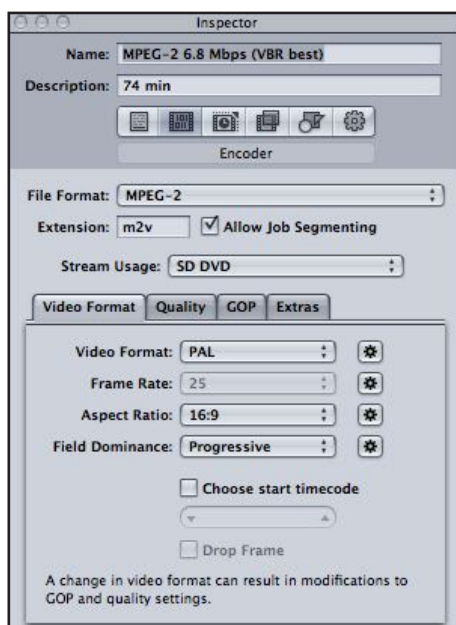 Inspector
Name: MPEG-2 6.8 Mbps (VBR best)
Description: 74 min
Encoder
File Format: MPEG-2
Extension: m2v Allow Job Segmenting
Stream Usage: SD DVD
Video Format Quality GOP Extras
Video Format: PAL
Frame Rate: 25
Aspect Ratio: 16:9
Field Dominance: Progressive
Choose start timecode
Drop Frame
A change in video format can result in modifications to
GOP and quality settings.